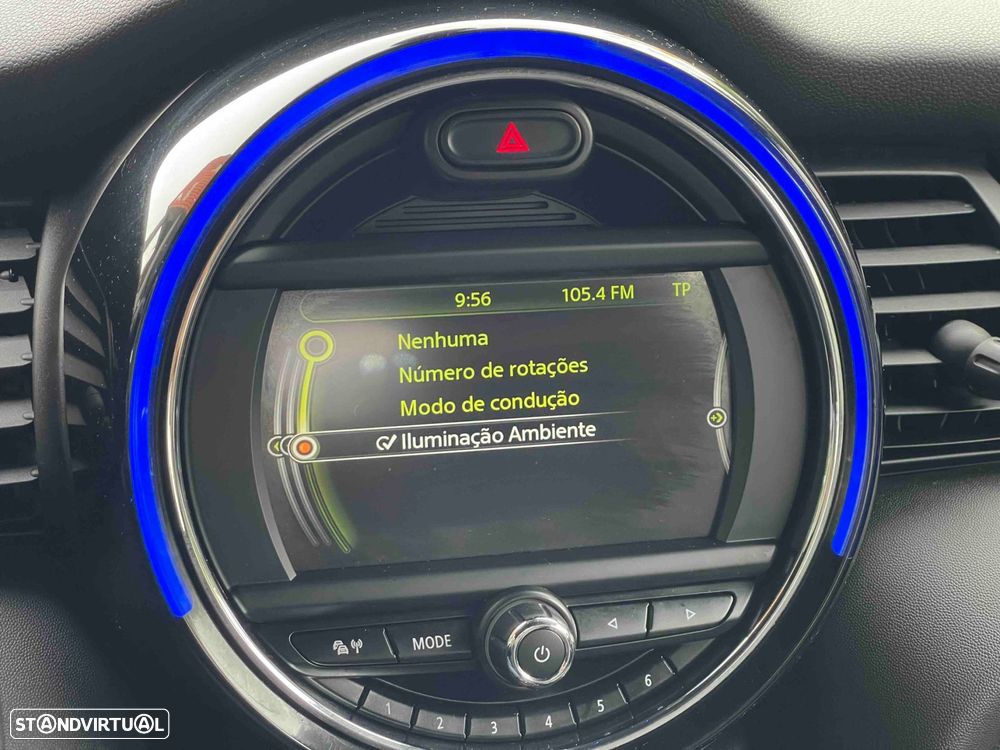 9:56 105.4 FM TP
Nenhuma
Número de rotações
Modo de condução
Iluminação Ambiente
MODE
1 2 3 4 5 6
STANDVIRTUAL